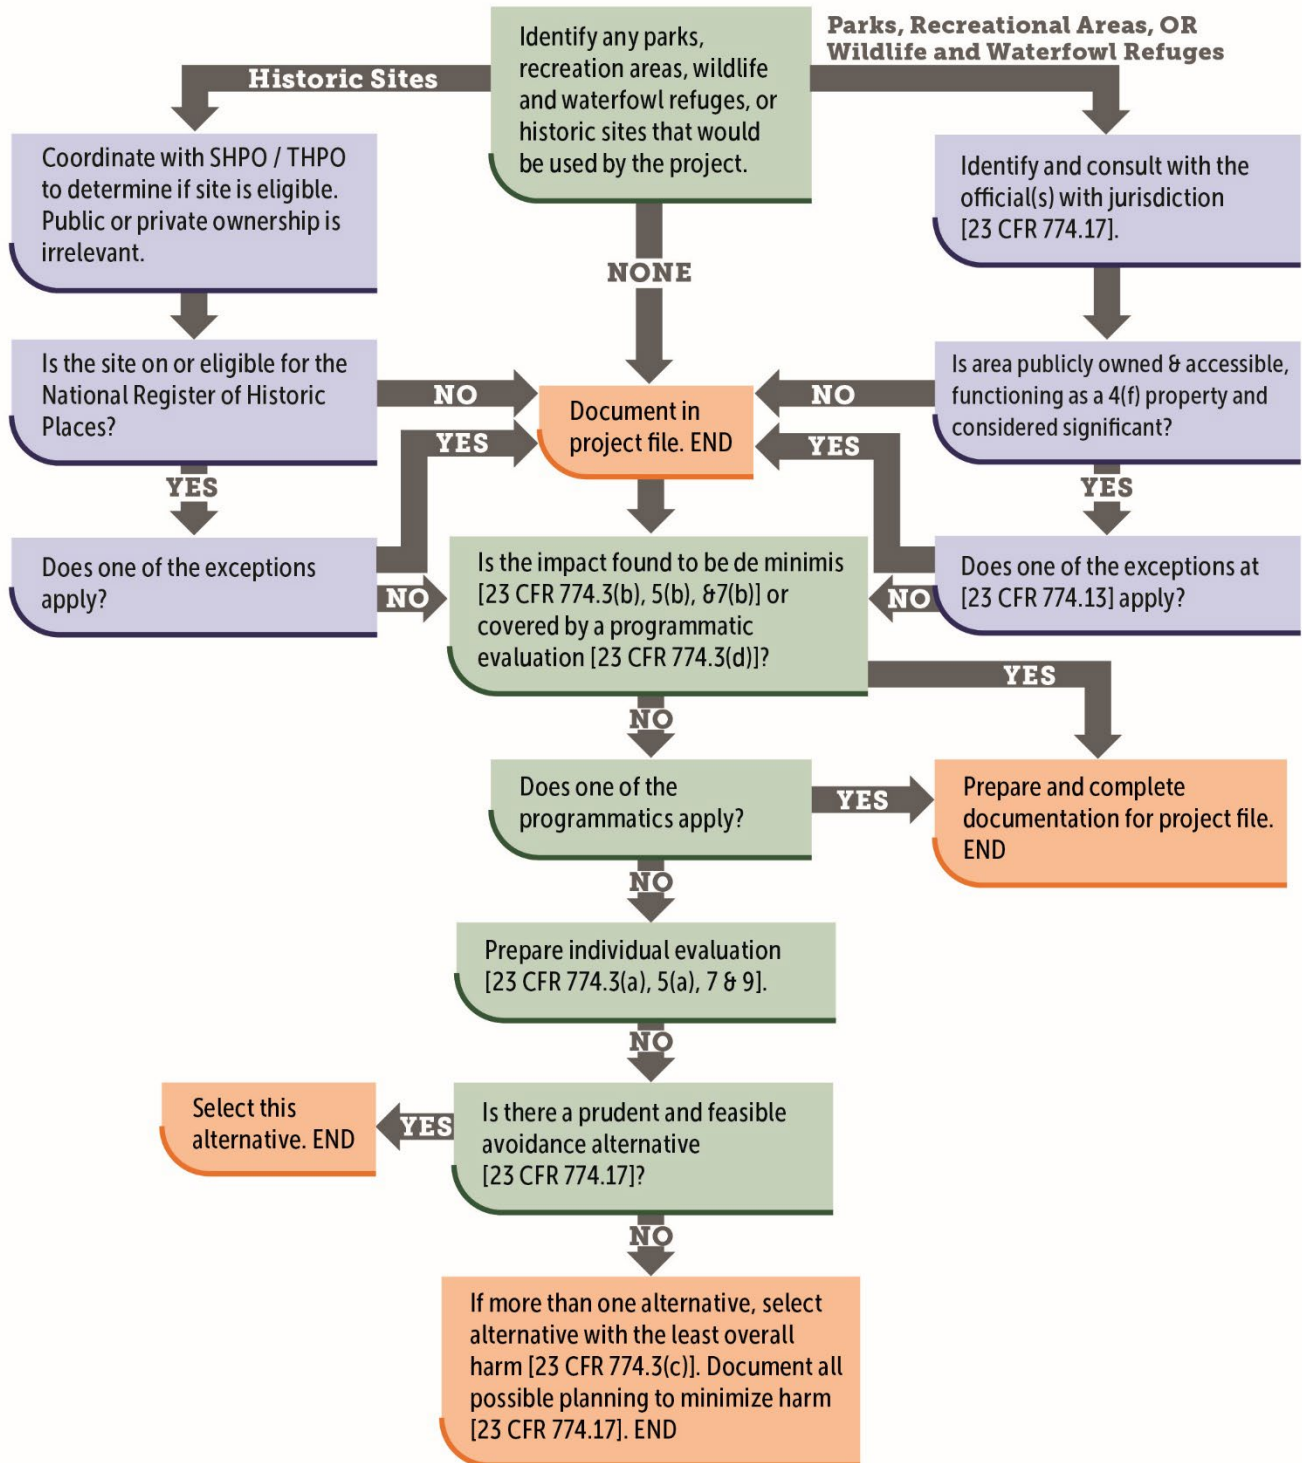 Identify any parks,
recreation areas, wildlife
and waterfowl refuges, or
historic sites that would
be used by the project.
Historic Sites
Parks, Recreational Areas, OR
Wildlife and Waterfowl Refuges
Coordinate with SHPO / THPO
to determine if site is eligible.
Public or private ownership is
irrelevant.
NONE
Identify and consult with the
official(s) with jurisdiction
[23 CFR 774.17].
Is the site on or eligible for the
National Register of Historic
Places?
NO
YES
Document in
project file. END
NO
YES
Is area publicly owned & accessible,
functioning as a 4(f) property and
considered significant?
YES
YES
Does one of the exceptions
apply?
NO
Is the impact found to be de minimis
[23 CFR 774.3(b), 5(b), &7(b)] or
covered by a programmatic
evaluation [23 CFR 774.3(d)]?
NO
Does one of the exceptions at
[23 CFR 774.13] apply?
YES
NO
Does one of the
programmatics apply?
YES
Prepare and complete
documentation for project file.
END
NO
Prepare individual evaluation
[23 CFR 774.3(a), 5(a), 7 & 9].
NO
Select this
alternative. END
YES
Is there a prudent and feasible
avoidance alternative
[23 CFR 774.17]?
NO
If more than one alternative, select
alternative with the least overall
harm [23 CFR 774.3(c)]. Document all
possible planning to minimize harm
[23 CFR 774.17]. END